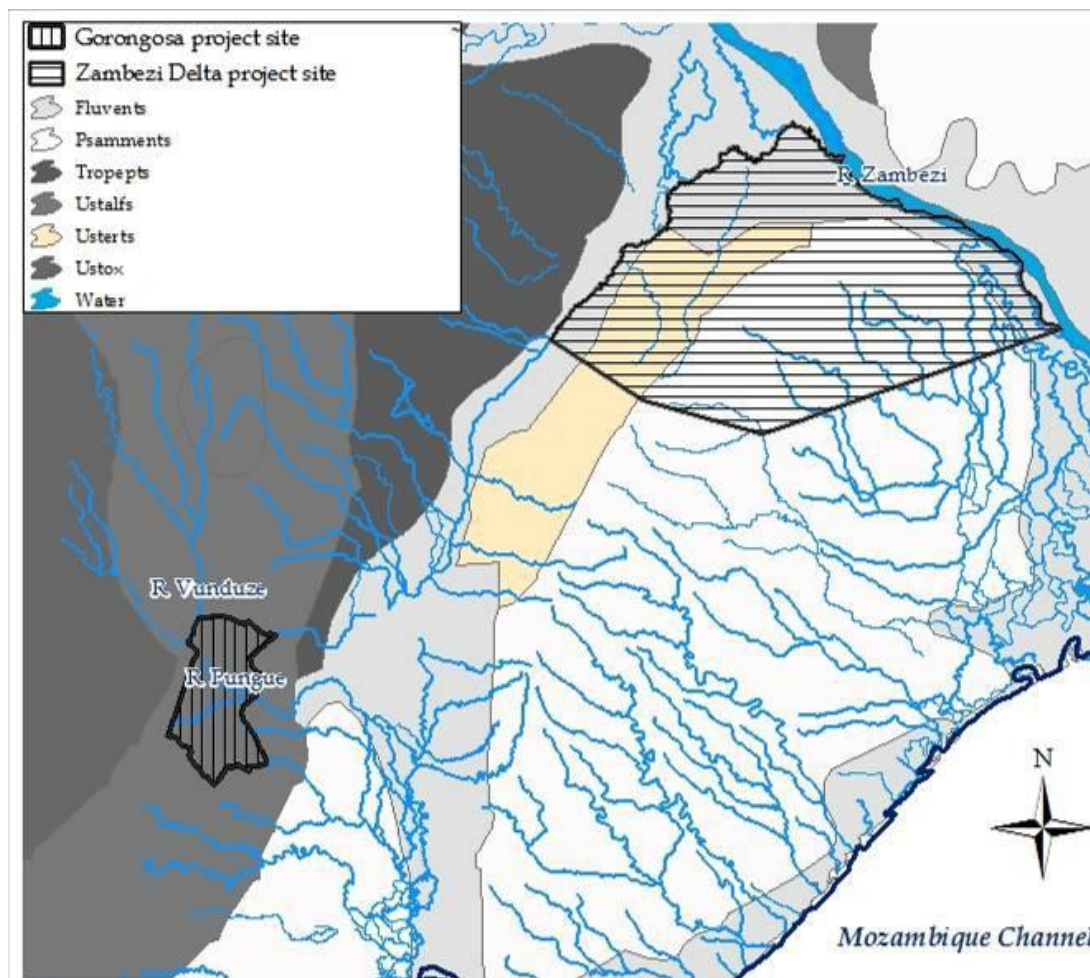 Gorongosa project site
Zambezi Delta project site
Fluvents
Psamments
Tropepts
Ustalfs
Usterts
Ustox
Water
R Zambezi
R Vunduze
R Pungue
N
Mozambique Channel